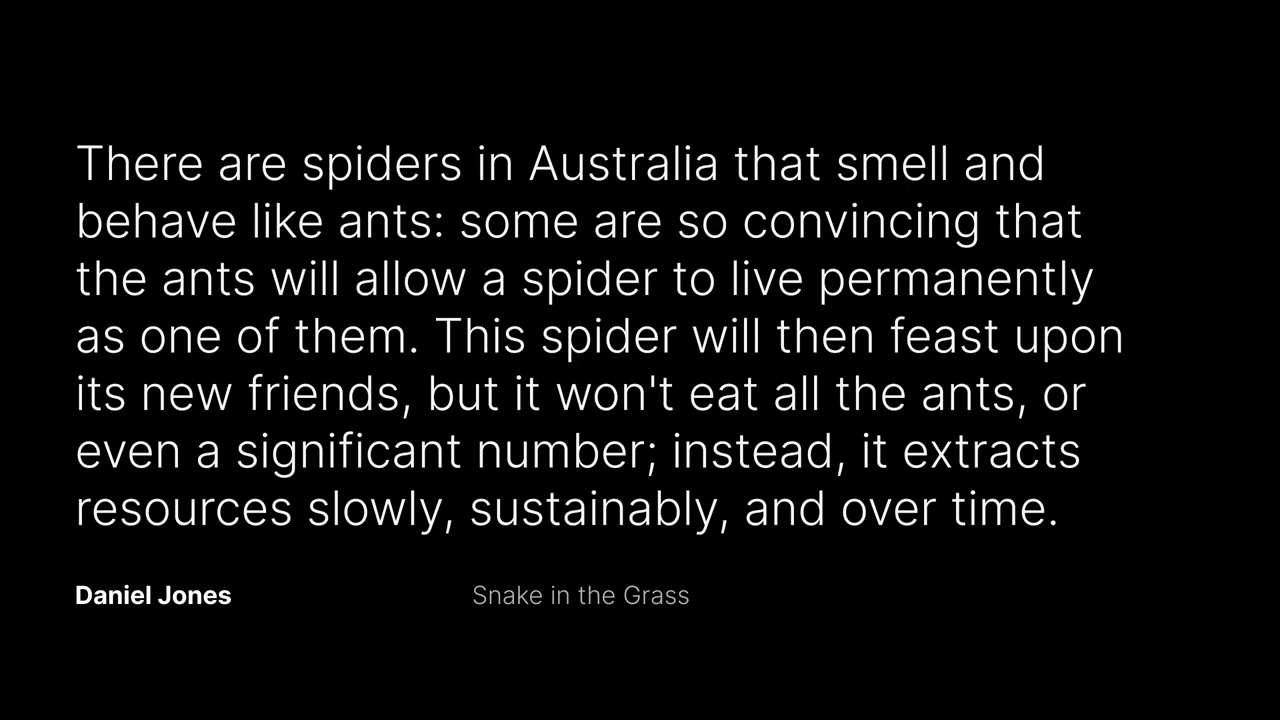 There are spiders in Australia that smell and
behave like ants: some are so convincing that
the ants will allow a spider to live permanently
as one of them. This spider will then feast upon
its new friends, but it won't eat all the ants, or
even a significant number; instead, it extracts
resources slowly, sustainably, and over time.
Daniel Jones
Snake in the Grass